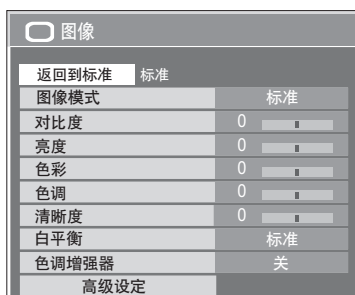 图像
返回到标准 标准
图像模式 标准
对比度 0
亮度 0
色彩 0
色调 0
清晰度 0
白平衡 标准
色调增强器 关
高级设定